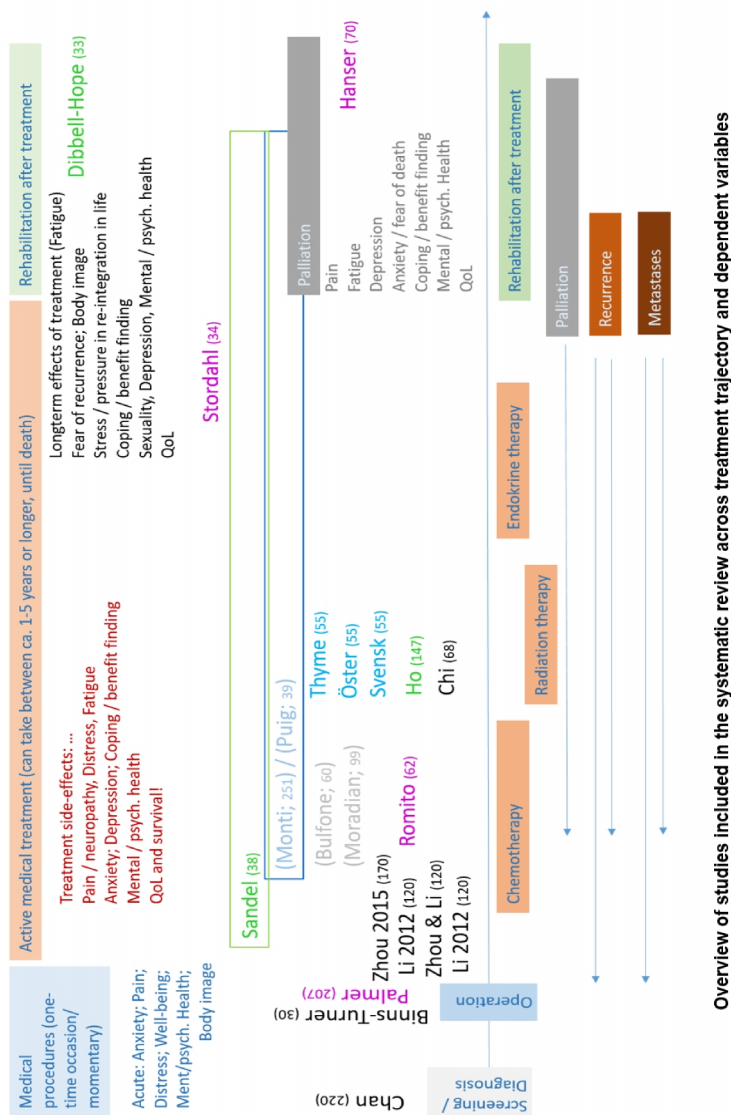 Medical
procedures (one-
time occasion/
momentary)
Active medical treatment (can take between ca. 1-5 years or longer, until death)
Rehabilitation after treatment
Acute: Anxiety; Pain;
Distress; Well-being;
Ment/psych. Health;
Body image
Treatment side-effects: ...
Pain / neuropathy, Distress, Fatigue
Anxiety; Depression; Coping / benefit finding
Mental / psych. health
QoL and survival!
Longterm effects of treatment (Fatigue)
Fear of recurrence; Body image
Stress / pressure in re-integration in life
Coping / benefit finding
Sexuality, Depression, Mental / psych. health
QoL
Dibbell-Hope (33)
Stordahl (34)
Sandel (38)
(Monti; 251) / (Puig; 39)
(Bulfone; 60)
(Moradian; 99)
Romito (62)
Zhou 2015 (170)
Li 2012 (120)
Zhou & Li (120)
Li 2012 (120)
Thyme (55)
Öster (55)
Svensk (55)
Ho (147)
Chi (68)
Palliation
Pain
Fatigue
Depression
Anxiety / fear of death
Coping / benefit finding
Mental / psych. Health
QoL
Hanser (70)
Chan (220)
Binns-Turner (30)
Palmer (207)
Screening /
Diagnosis
Operation
Chemotherapy
Radiation therapy
Endokrine therapy
Rehabilitation after treatment
Palliation
Recurrence
Metastases
Overview of studies included in the systematic review across treatment trajectory and dependent variables